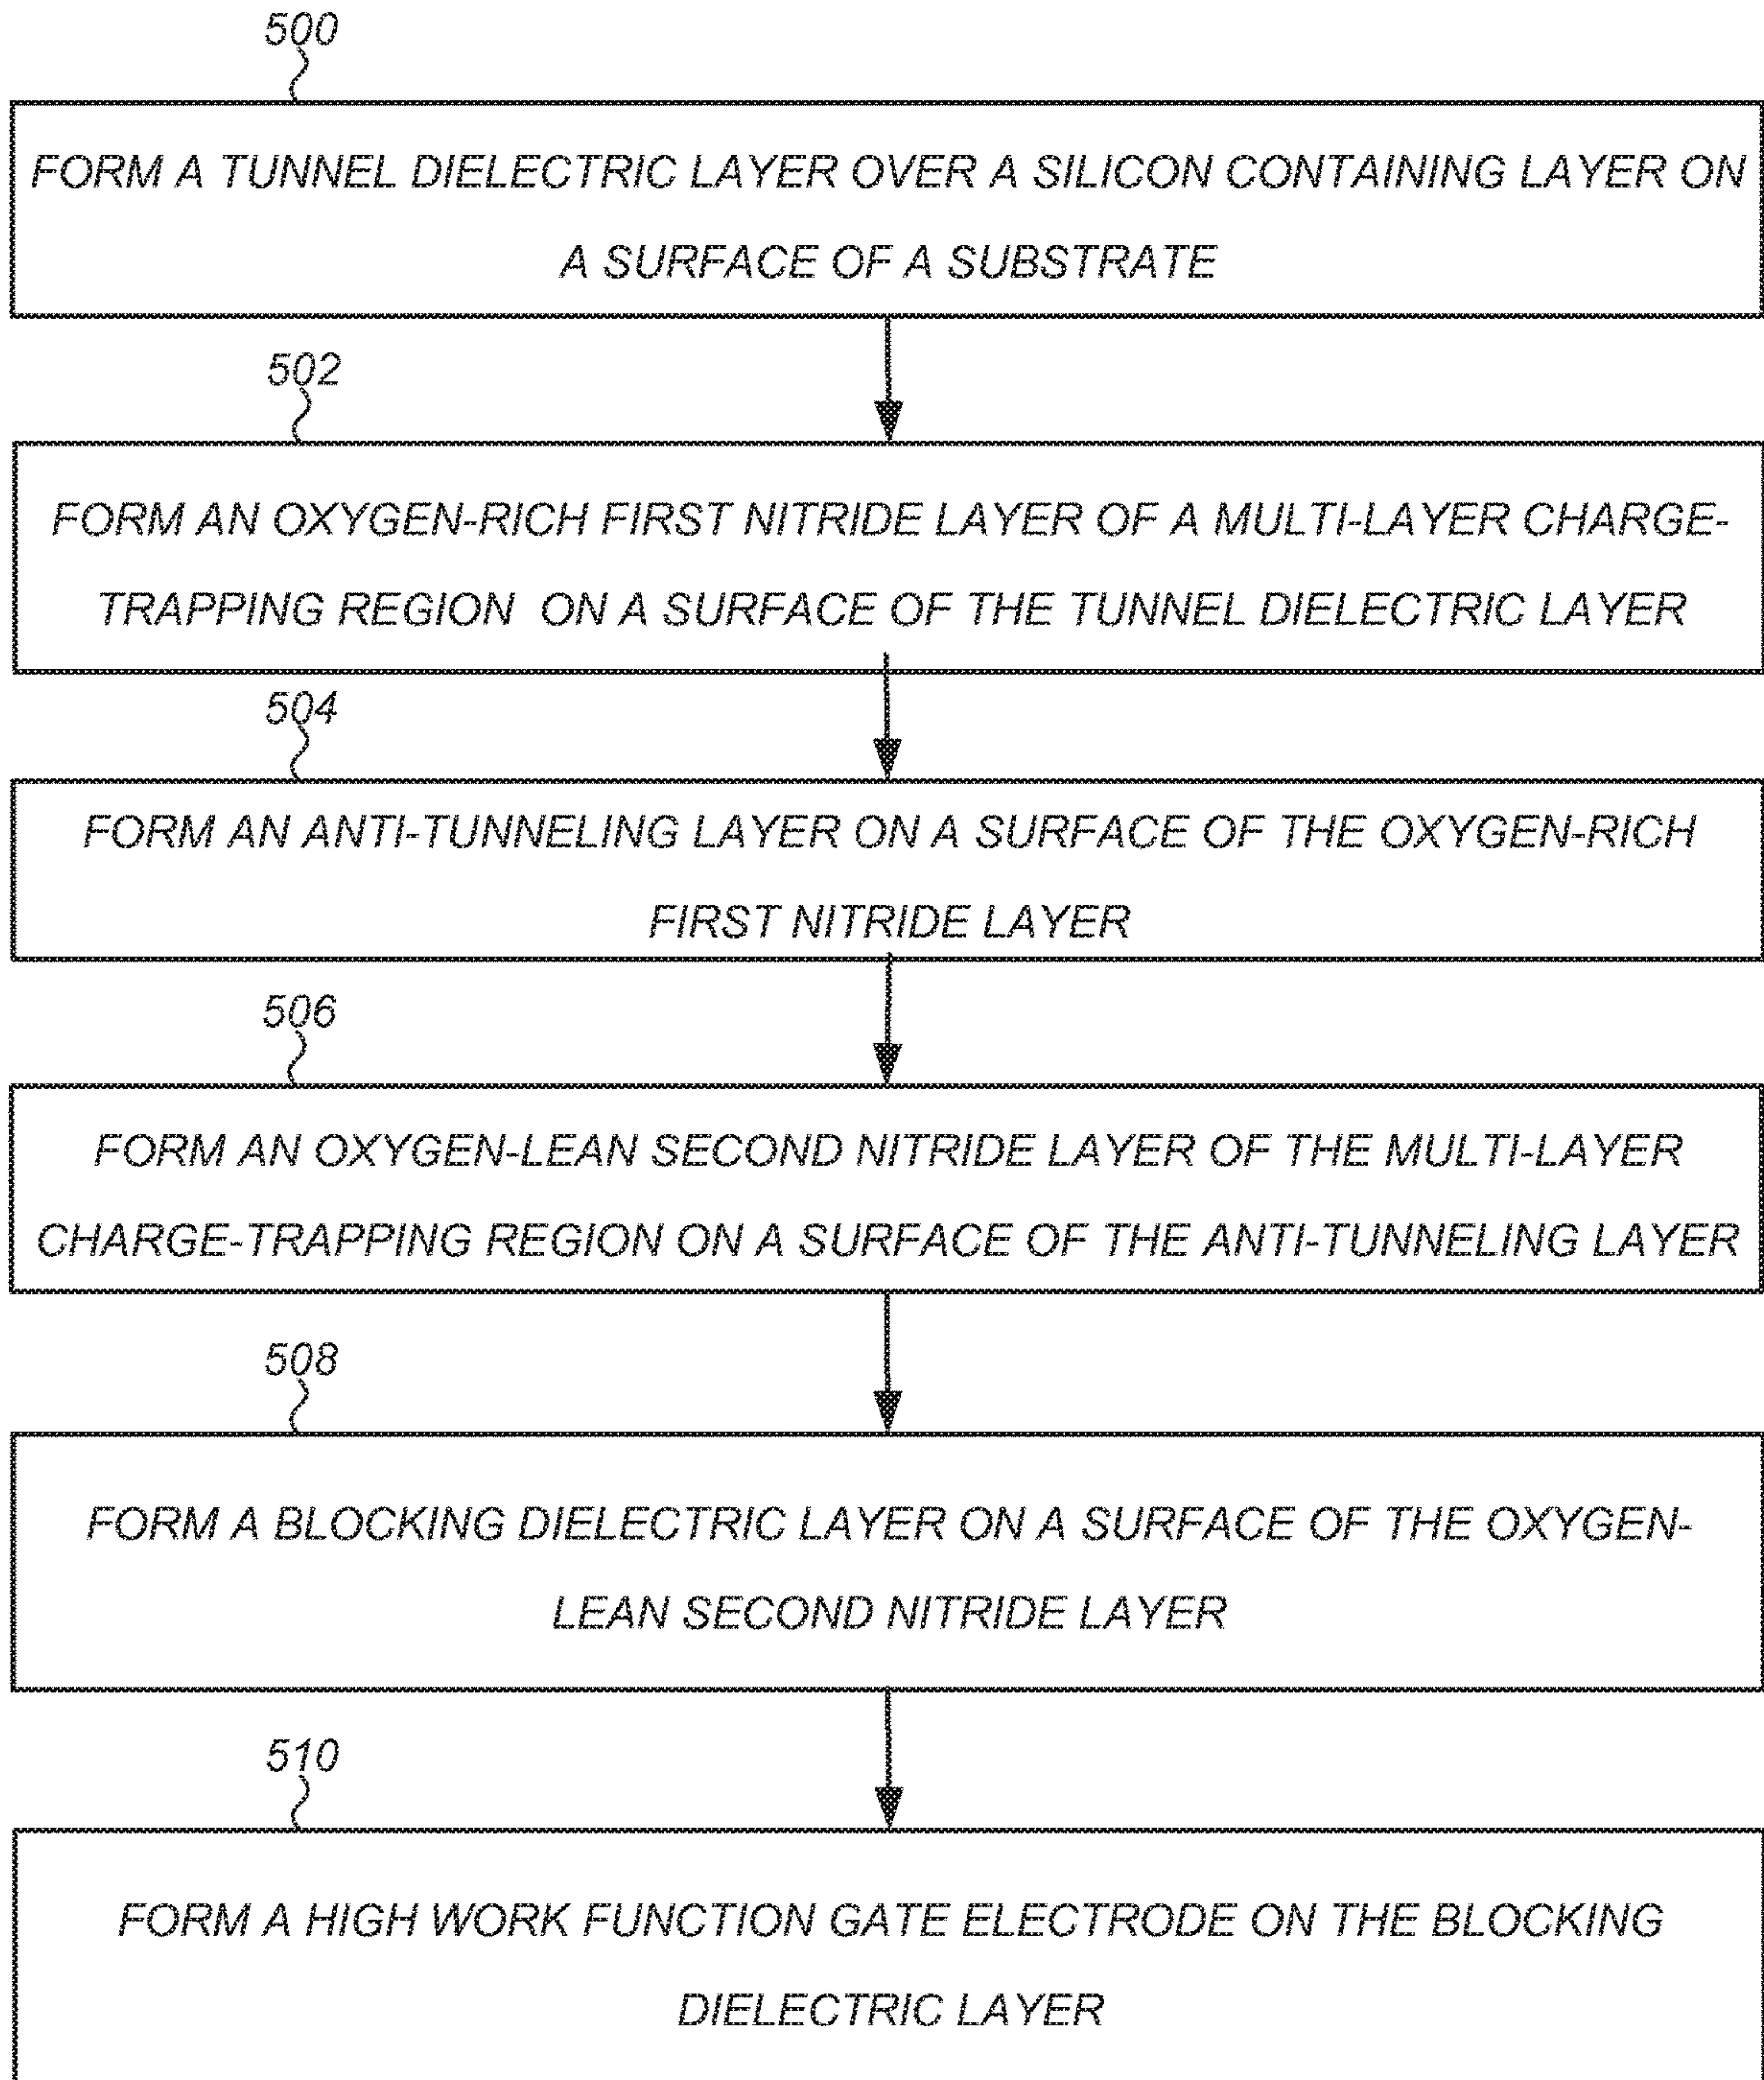 500
FORM A TUNNEL DIELECTRIC LAYER OVER A SILICON CONTAINING LAYER ON
A SURFACE OF A SUBSTRATE
502
FORM AN OXYGEN-RICH FIRST NITRIDE LAYER OF A MULTI-LAYER CHARGE-
TRAPPING REGION ON A SURFACE OF THE TUNNEL DIELECTRIC LAYER
504
FORM AN ANTI-TUNNELING LAYER ON A SURFACE OF THE OXYGEN-RICH
FIRST NITRIDE LAYER
506
FORM AN OXYGEN-LEAN SECOND NITRIDE LAYER OF THE MULTI-LAYER
CHARGE-TRAPPING REGION ON A SURFACE OF THE ANTI-TUNNELING LAYER
508
FORM A BLOCKING DIELECTRIC LAYER ON A SURFACE OF THE OXYGEN-
LEAN SECOND NITRIDE LAYER
510
FORM A HIGH WORK FUNCTION GATE ELECTRODE ON THE BLOCKING
DIELECTRIC LAYER